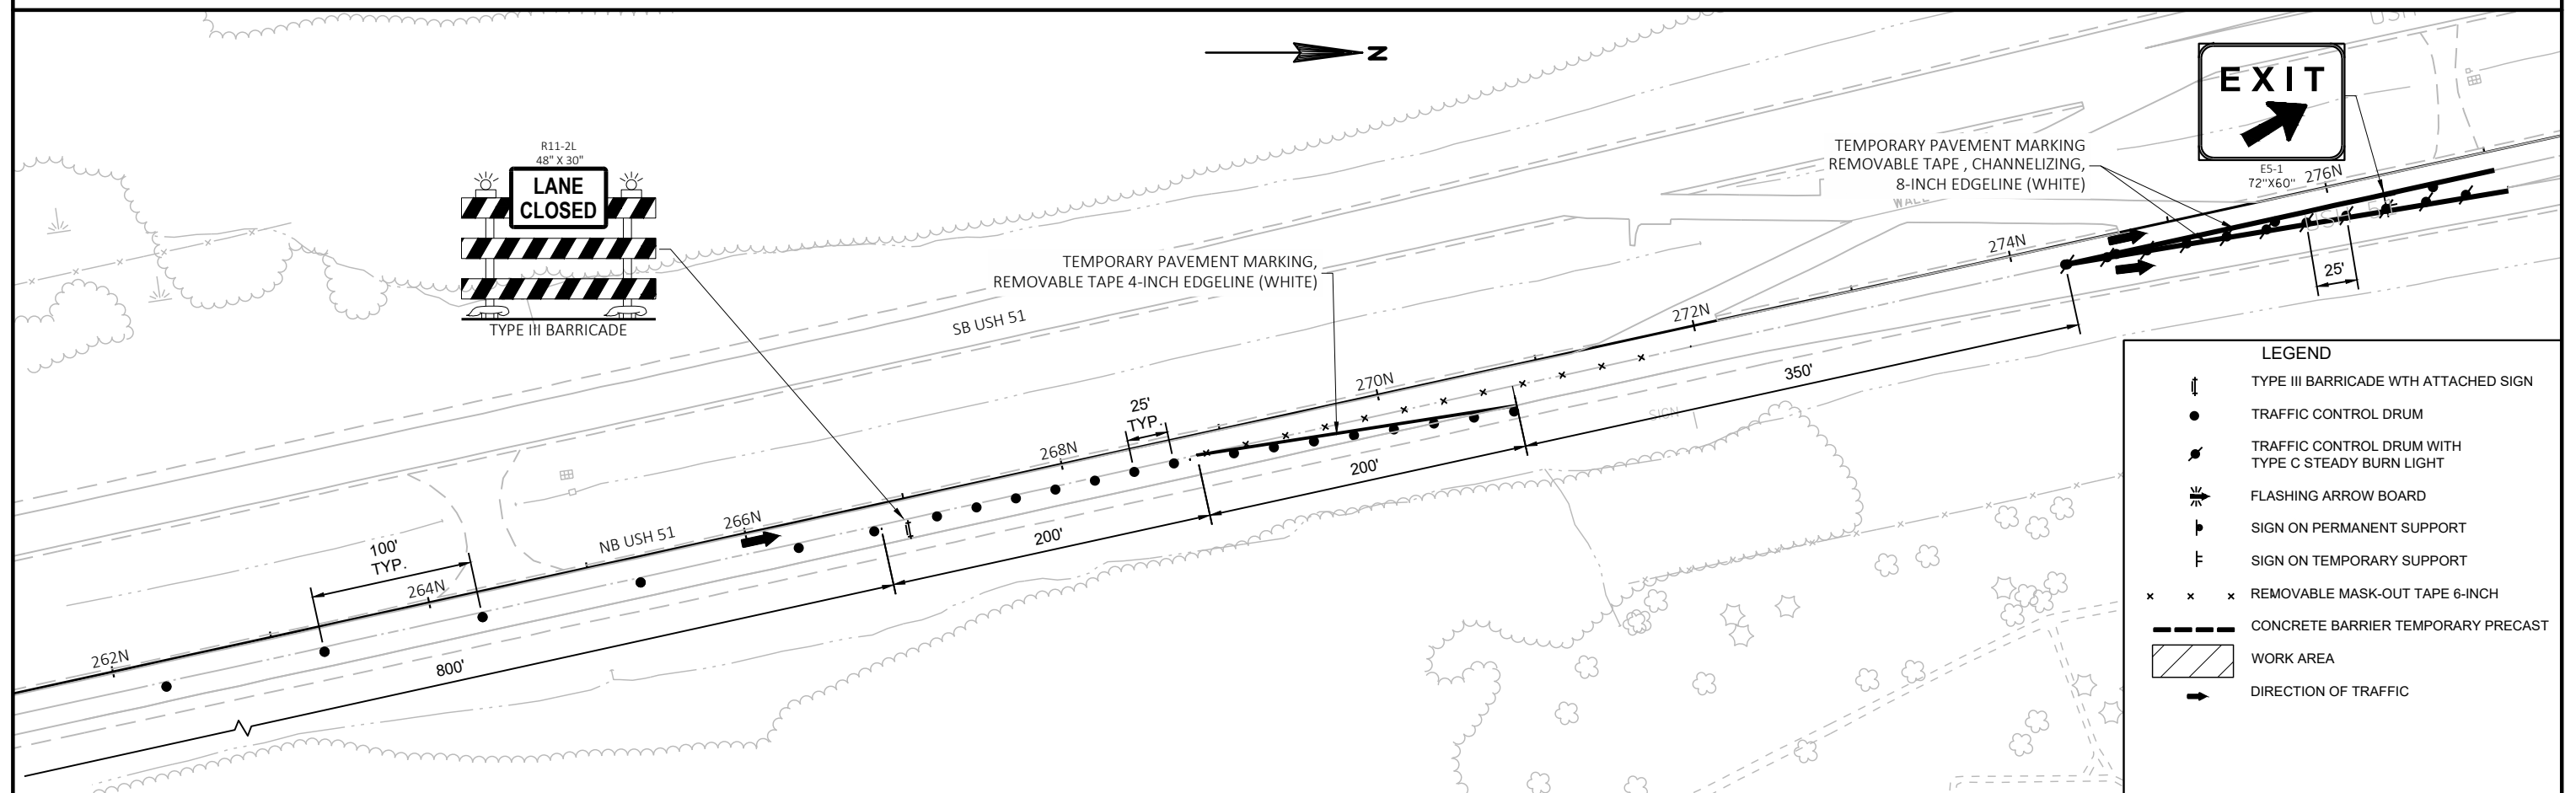 N
R11-2L
48" X 30"
LANE
CLOSED
TYPE III BARRICADE
TEMPORARY PAVEMENT MARKING,
REMOVABLE TAPE 4-INCH EDGELINE (WHITE)
TEMPORARY PAVEMENT MARKING
REMOVABLE TAPE , CHANNELIZING,
8-INCH EDGELINE (WHITE)
EXIT
E5-1
72"X60"
USH
WALL
USH 51
SB USH 51
NB USH 51
262N
264N
266N
268N
270N
272N
274N
276N
100'
TYP.
25'
TYP.
25'
800'
200'
200'
350'
SIGN
LEGEND
TYPE III BARRICADE WTH ATTACHED SIGN
TRAFFIC CONTROL DRUM
TRAFFIC CONTROL DRUM WITH
TYPE C STEADY BURN LIGHT
FLASHING ARROW BOARD
SIGN ON PERMANENT SUPPORT
SIGN ON TEMPORARY SUPPORT
REMOVABLE MASK-OUT TAPE 6-INCH
CONCRETE BARRIER TEMPORARY PRECAST
WORK AREA
DIRECTION OF TRAFFIC